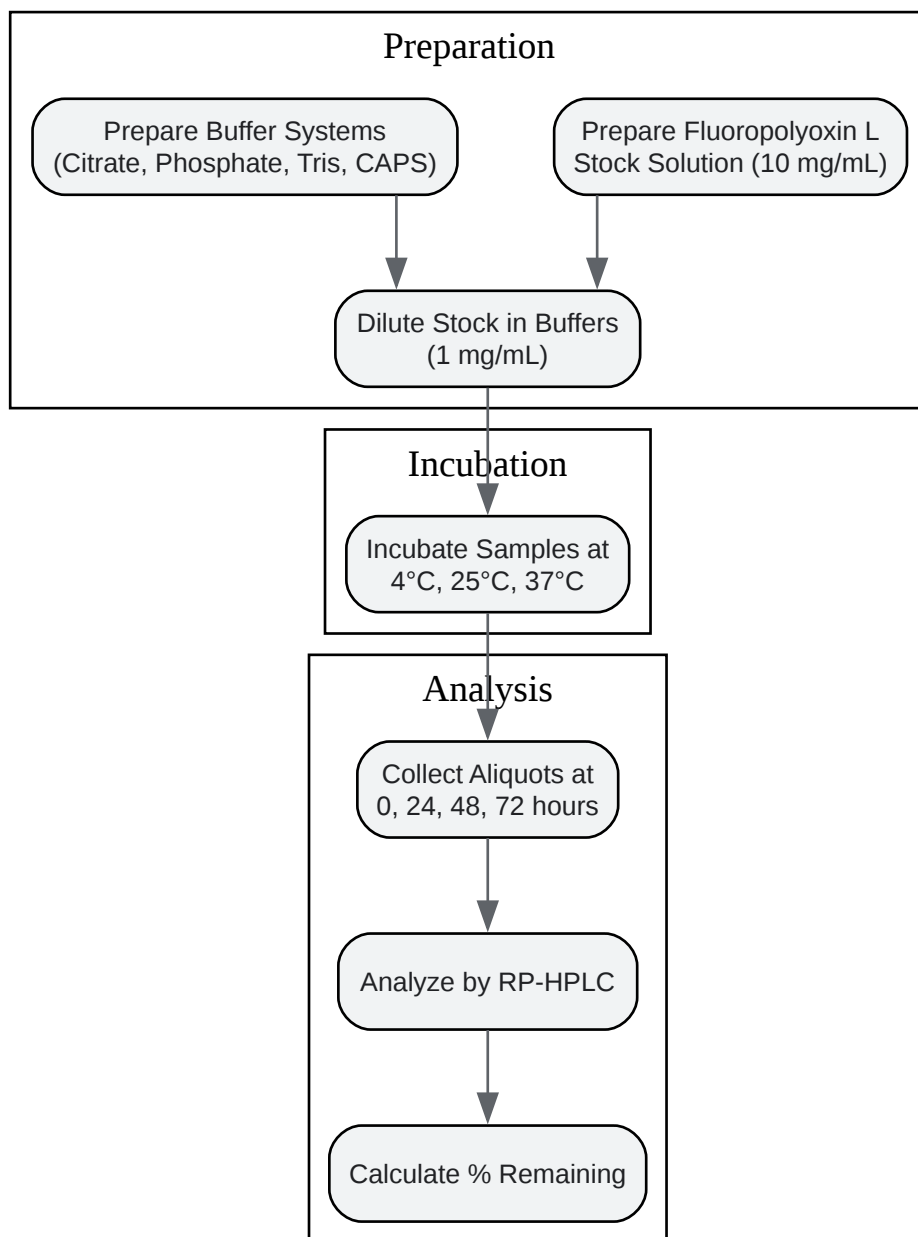 Preparation
Prepare Buffer Systems
(Citrate, Phosphate, Tris, CAPS)
Prepare Fluoropolyoxin L
Stock Solution (10 mg/mL)
Dilute Stock in Buffers
(1 mg/mL)
Incubation
Incubate Samples at
4°C, 25°C, 37°C
Analysis
Collect Aliquots at
0, 24, 48, 72 hours
Analyze by RP-HPLC
Calculate % Remaining